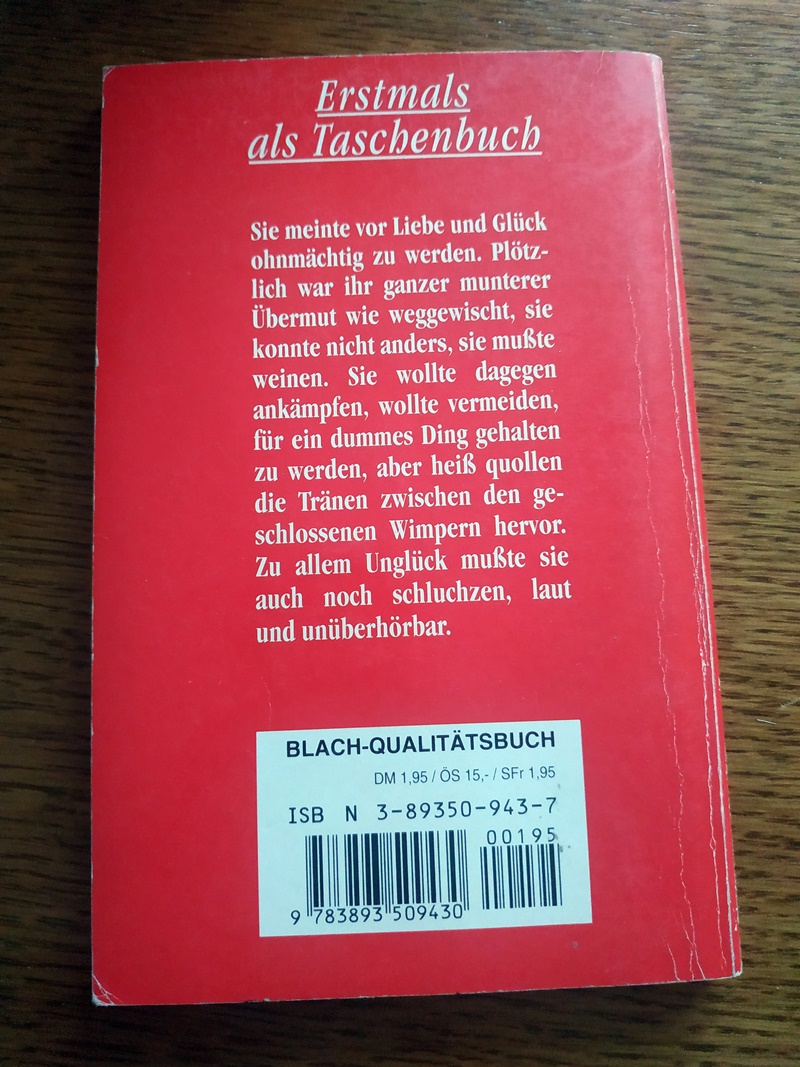 Erstmals
als Taschenbuch
Sie meinte vor Liebe und Glück
ohnmächtig zu werden. Plötz-
lich war ihr ganzer munterer
Übermut wie weggewischt, sie
konnte nicht anders, sie mußte
weinen. Sie wollte dagegen
ankämpfen, wollte vermeiden,
für ein dummes Ding gehalten
zu werden, aber heiß quollen
die Tränen zwischen den ge-
schlossenen Wimpern hervor.
Zu allem Unglück mußte sie
auch noch schluchzen, laut
und unüberhörbar.
BLACH-QUALITÄTSBUCH
DM 1,95 / ÖS 15,- / SFr 1,95
ISB N 3-89350-943-7
00195
9 783893 509430